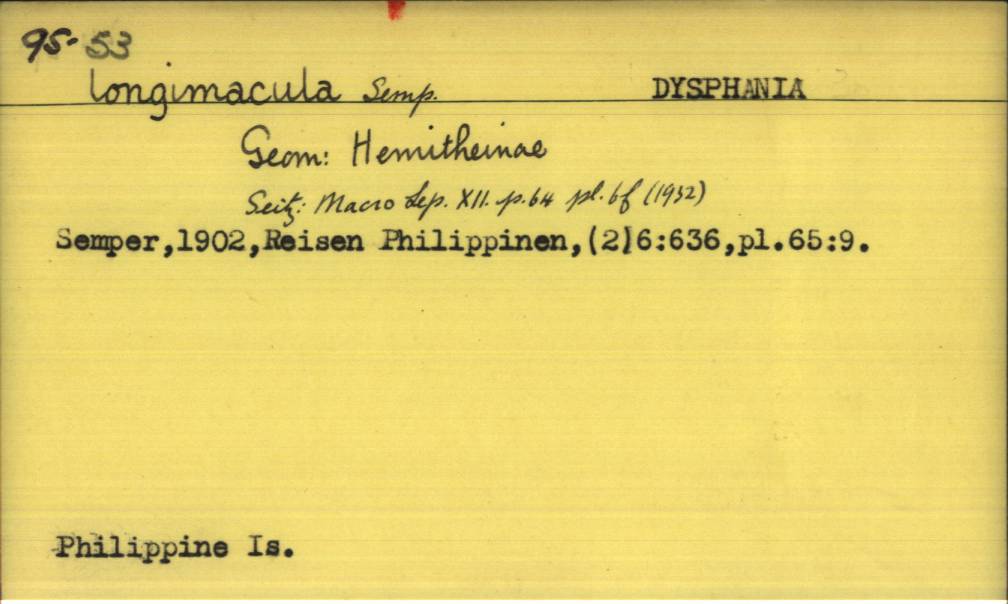 95-53
longimacula Semp. DYSPHANIA
Geom: Hemitheinae
Seitz: Macro Lep. XII. p.64 pl.6f (1932)
Semper,1902,Reisen Philippinen,(2)6:636,pl.65:9.
Philippine Is.